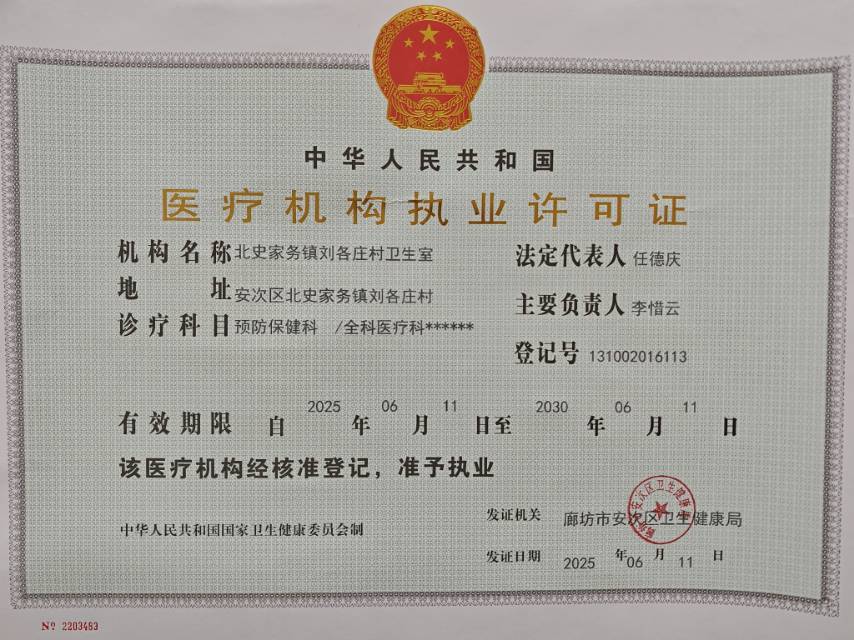 中华人民共和国
医疗机构执业许可证
机构名称 北史家务镇刘各庄村卫生室
法定代表人 任德庆
地 址 安次区北史家务镇刘各庄村
主要负责人 李惜云
诊疗科目 预防保健科 /全科医疗科******
登记号 131002016113
有效期限 自 2025 年 06 月 11 日至 2030 年 06 月 11 日
该医疗机构经核准登记，准予执业
发证机关 廊坊市安次区卫生健康局
中华人民共和国国家卫生健康委员会制
发证日期 2025 年 06 月 11 日
№ 2203483